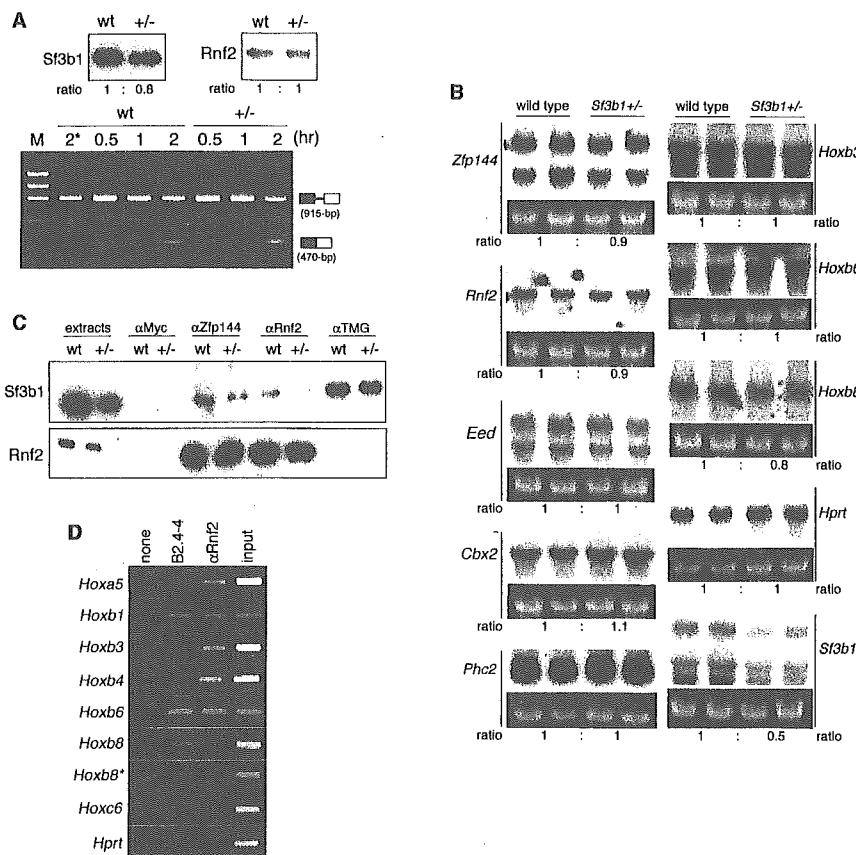 A
wt +/-
Sf3b1
ratio 1 : 0.8
wt +/-
Rnf2
ratio 1 : 1
wt +/-
M 2* 0.5 1 2 0.5 1 2 (hr)
(915-bp)
(470-bp)
C
extracts αMyc αZfp144 αRnf2 αTMG
wt +/- wt +/- wt +/- wt +/- wt +/-
Sf3b1
Rnf2
D
none B2.4-4 αRnf2 input
Hoxa5
Hoxb1
Hoxb3
Hoxb4
Hoxb6
Hoxb8
Hoxb8*
Hoxc6
Hprt
B
wild type Sf3b1+/-
Zfp144
ratio 1 : 0.9
Rnf2
ratio 1 : 0.9
Eed
ratio 1 : 1
Cbx2
ratio 1 : 1.1
Phc2
ratio 1 : 1
wild type Sf3b1+/-
Hoxb3
1 : 1 ratio
1 : 1 ratio
1 : 0.8 ratio
Hprt
1 : 1 ratio
Sf3b1
1 : 0.5 ratio